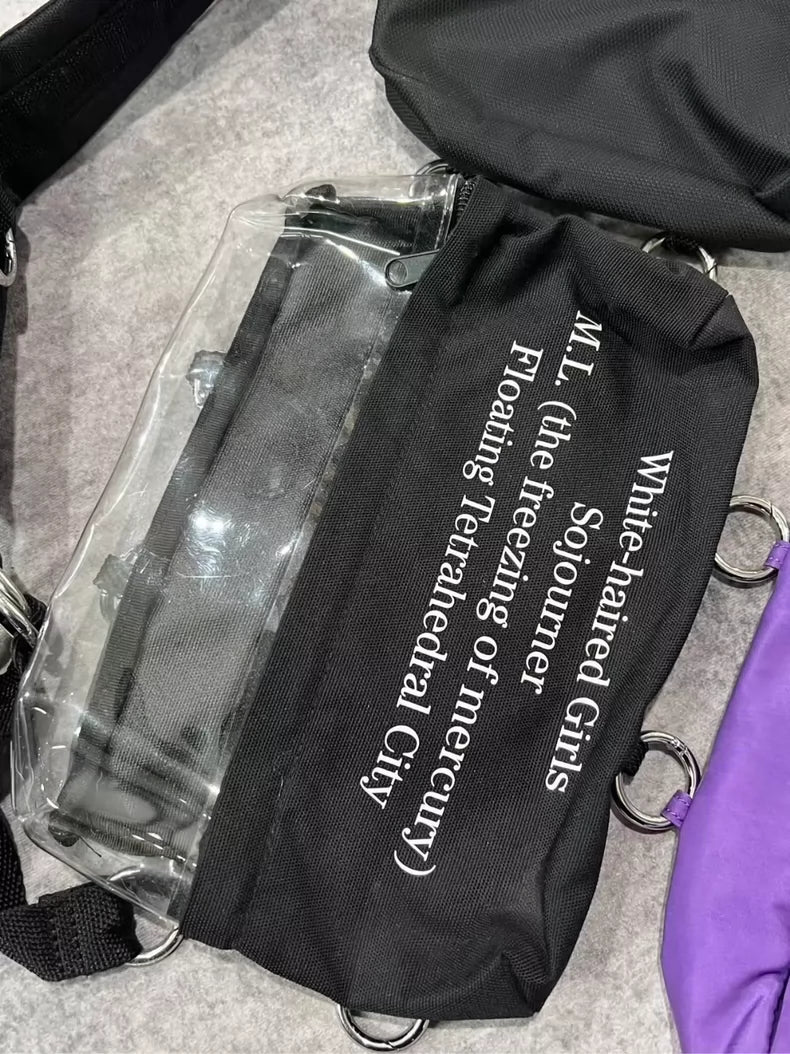 White-haired Girls
Sojourner
M.L. (the freezing of mercury)
Floating Tetrahedral City